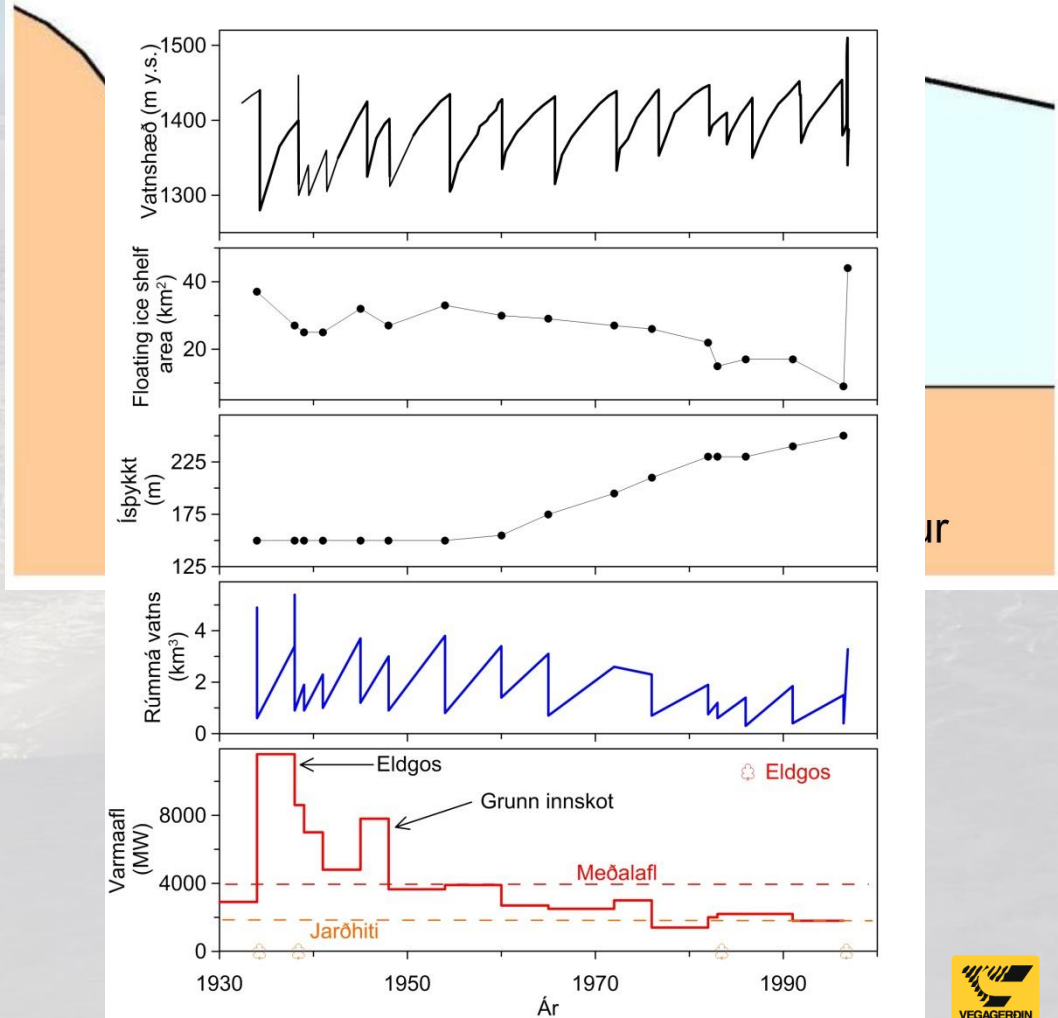 1500
1400
1300
Vatnshæð (m y.s.)
40
20
Floating ice shelf
area (km²)
225
175
125
Ísþykkt
(m)
4
2
0
Rúmmá vatns
(km³)
ur
8000
4000
0
Varmaafl
(MW)
Eldgos
Eldgos
Grunn innskot
Meðalafl
Jarðhiti
1930
1950
1970
1990
Ár
VEGAGERÐIN